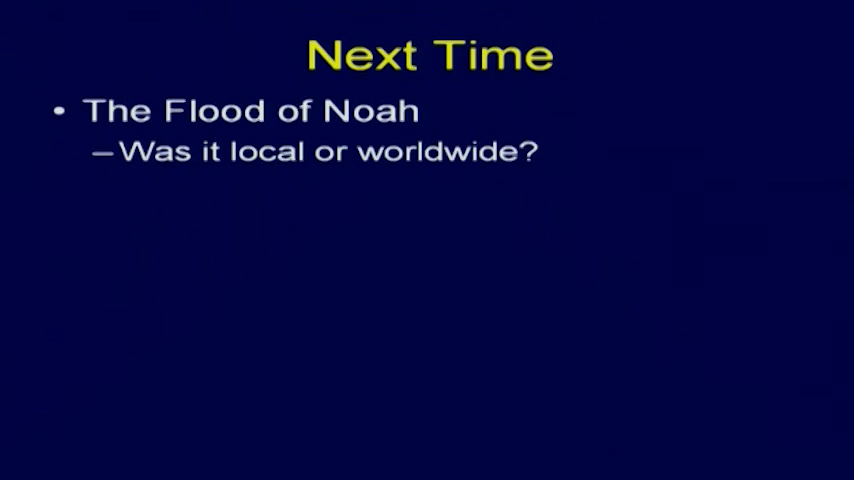 Next Time
• The Flood of Noah
–Was it local or worldwide?